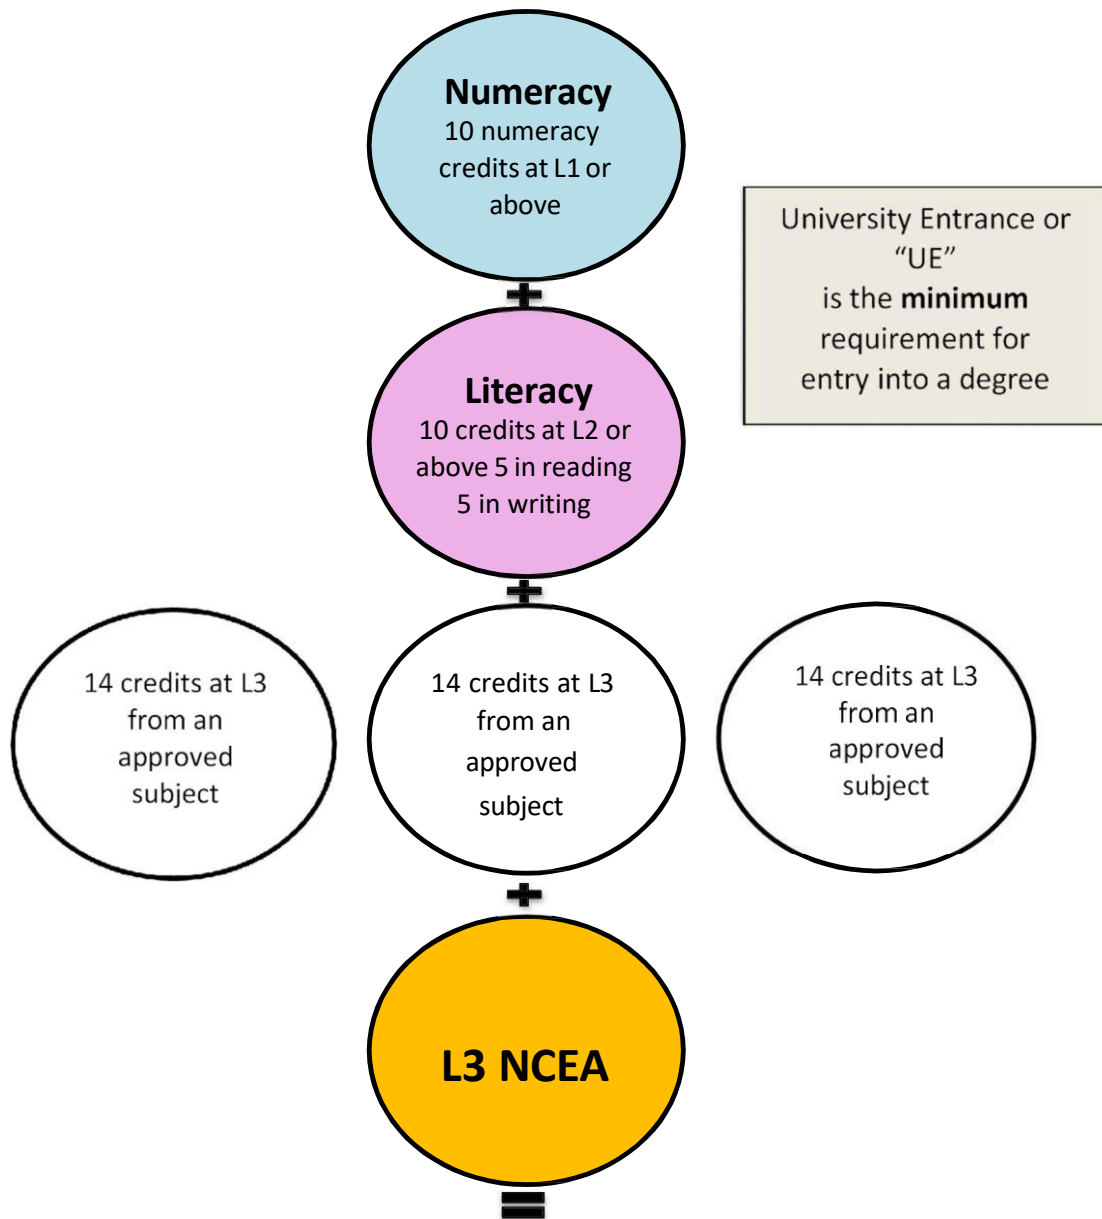 Numeracy
10 numeracy
credits at L1 or
above
+
University Entrance or
“UE”
is the minimum
requirement for
entry into a degree
Literacy
10 credits at L2 or
above 5 in reading
5 in writing
+
14 credits at L3
from an
approved
subject
14 credits at L3
from an
approved
subject
14 credits at L3
from an
approved
subject
+
L3 NCEA
=